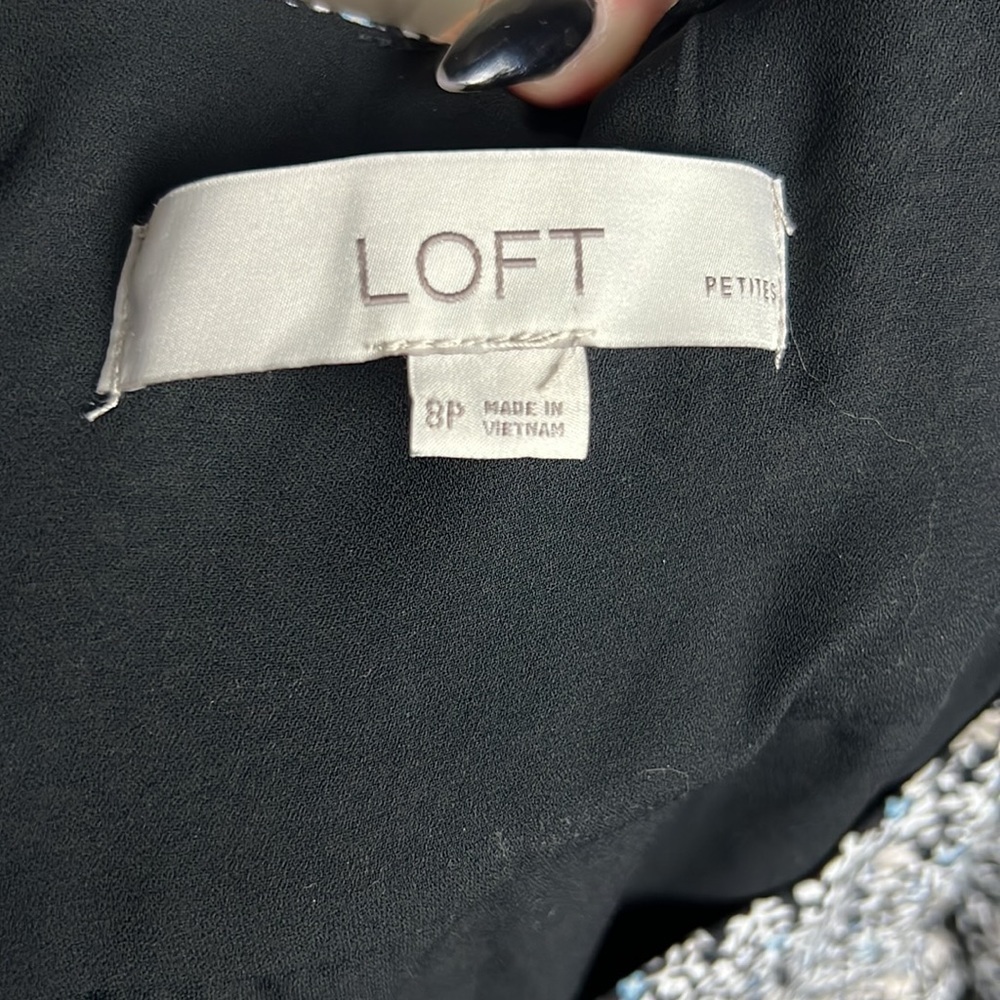 LOFT
PETITES
8P
MADE IN
VIETNAM